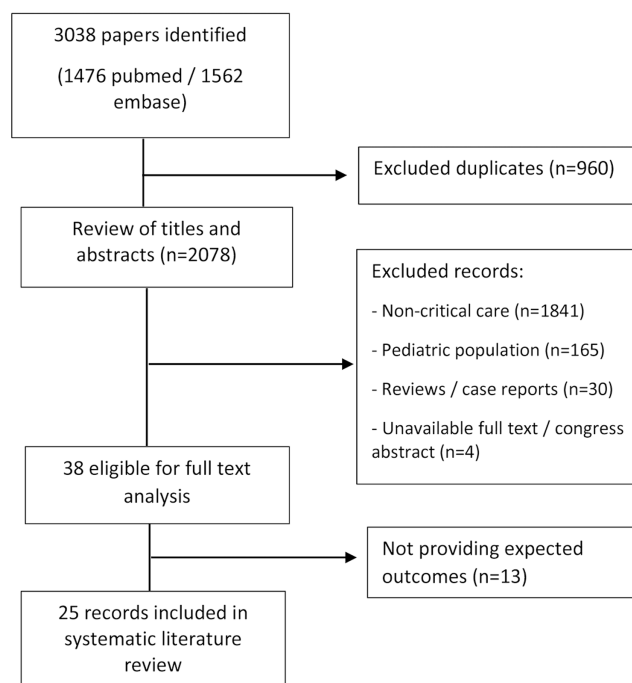 3038 papers identified
(1476 pubmed / 1562
embase)
Excluded duplicates (n=960)
Review of titles and
abstracts (n=2078)
Excluded records:
- Non-critical care (n=1841)
- Pediatric population (n=165)
- Reviews / case reports (n=30)
- Unavailable full text / congress
abstract (n=4)
38 eligible for full text
analysis
Not providing expected
outcomes (n=13)
25 records included in
systematic literature
review